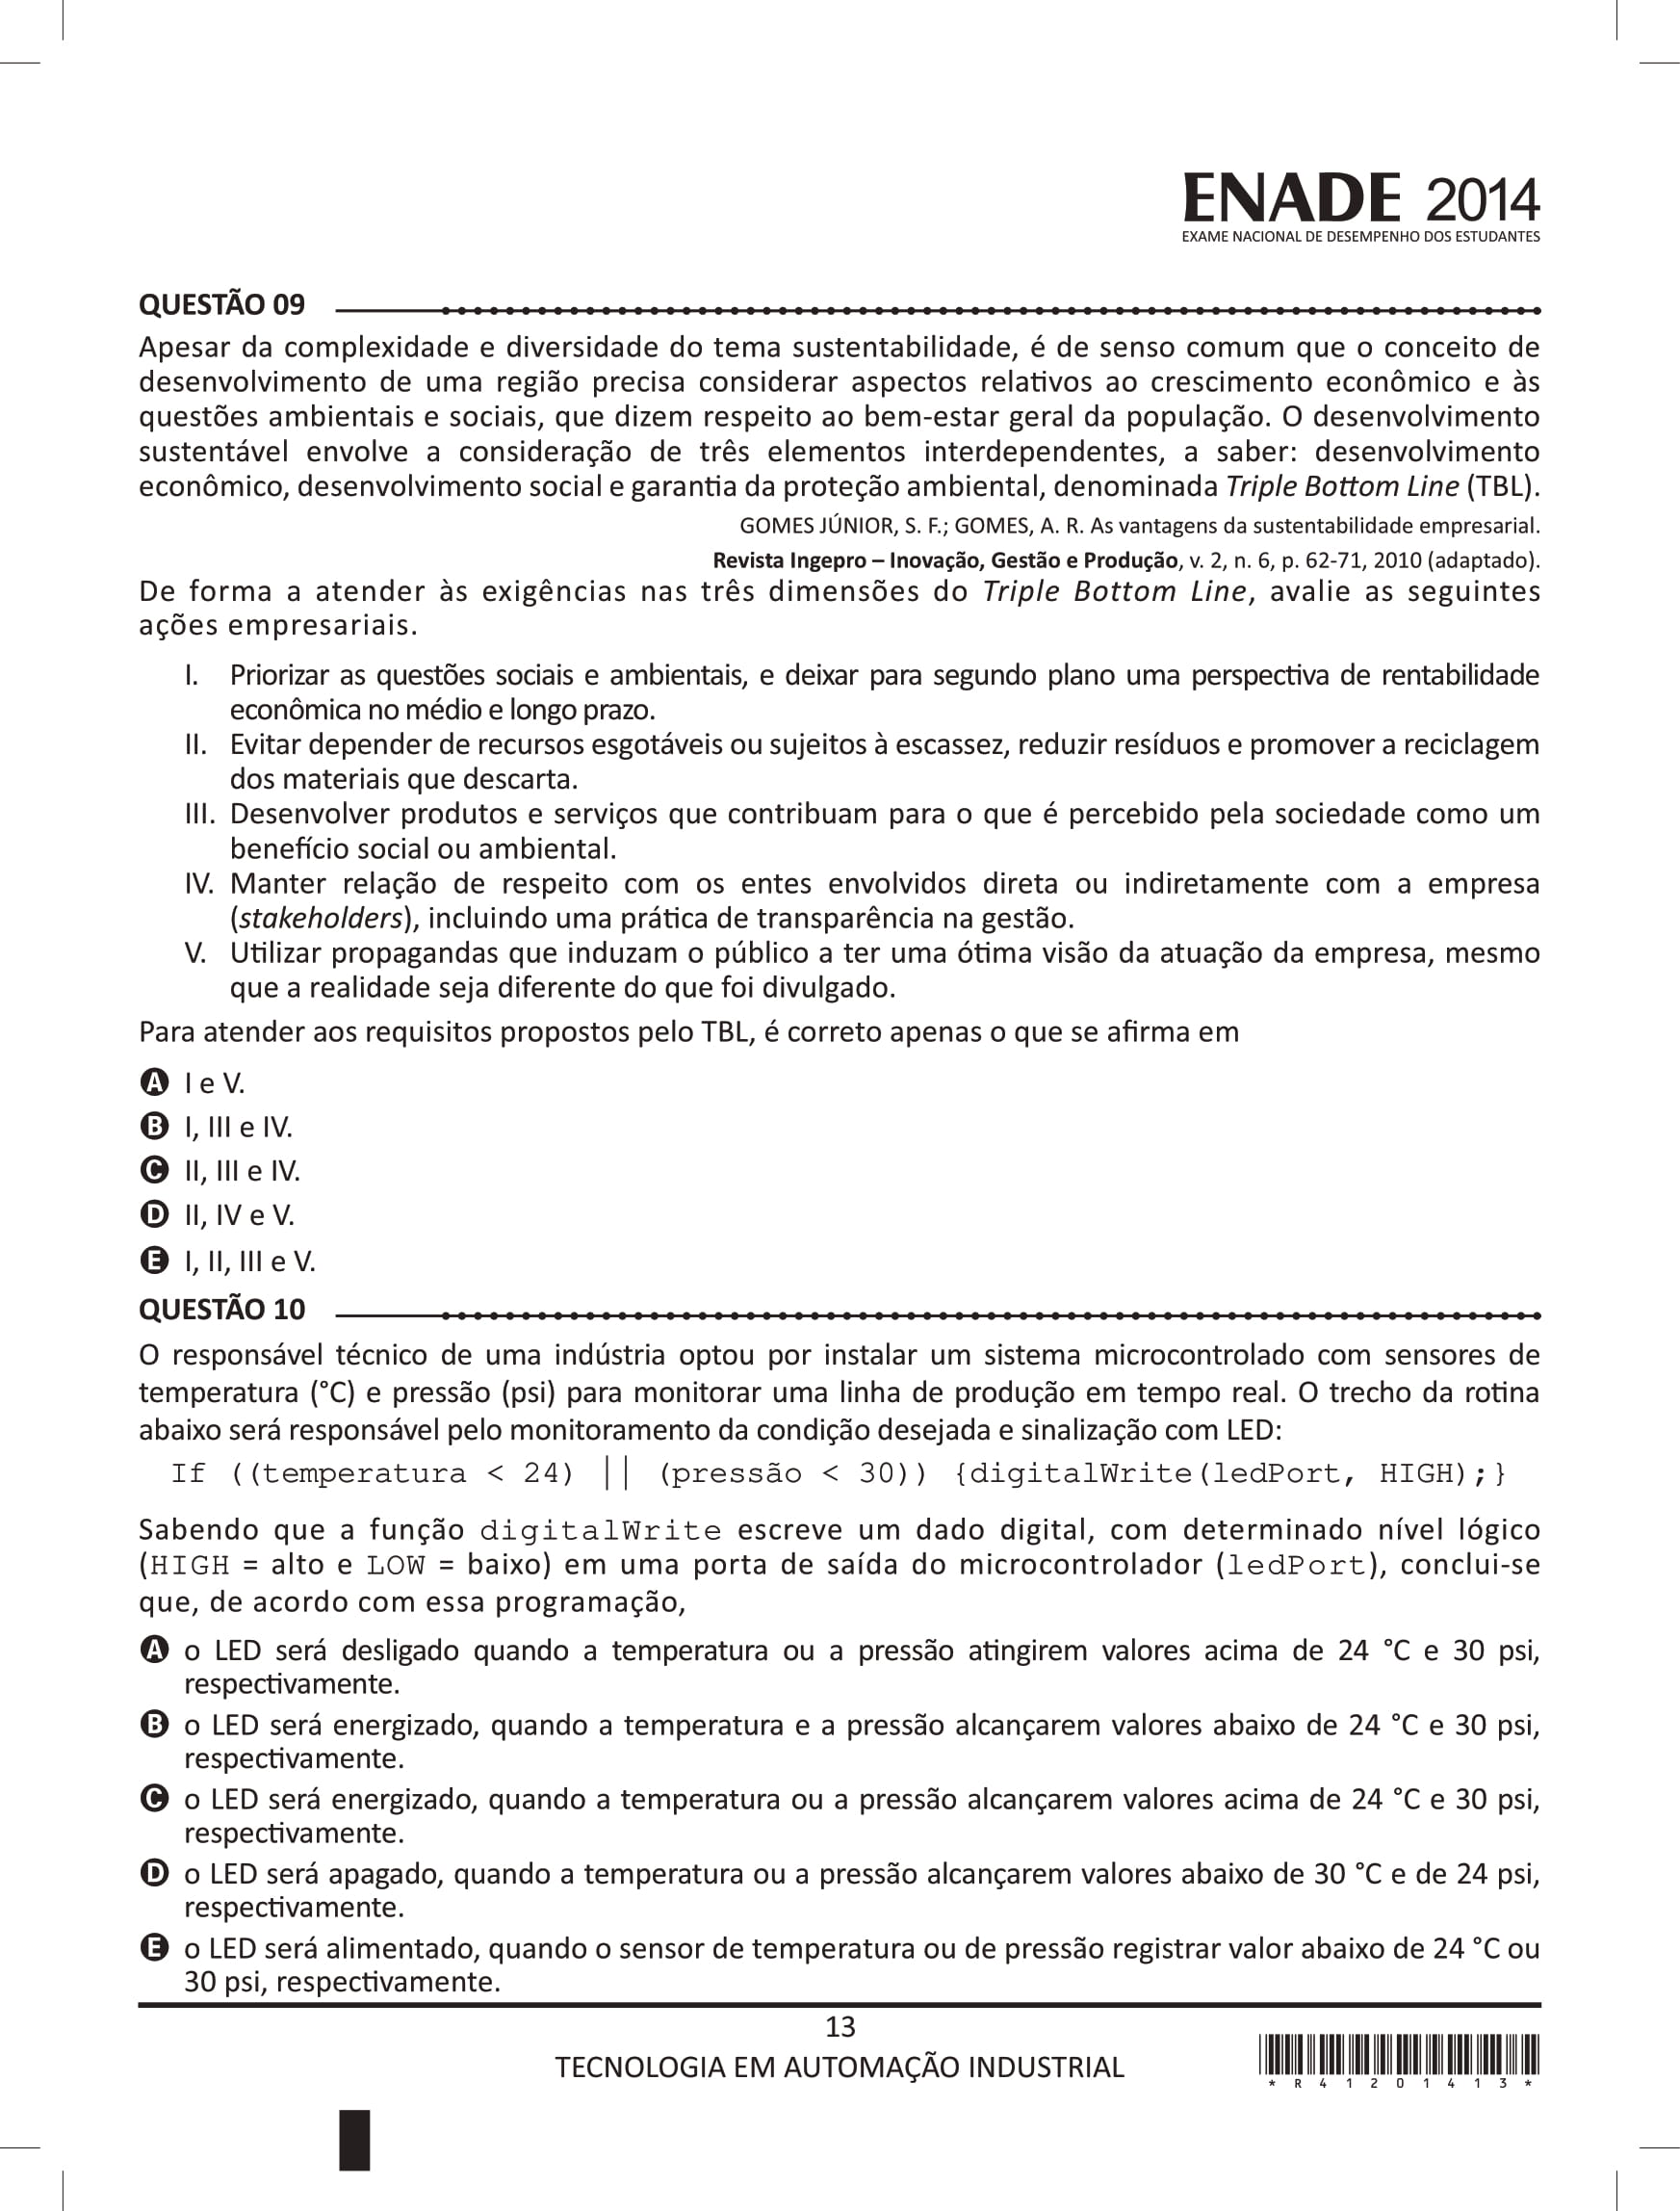 ENADE 2014
EXAME NACIONAL DE DESEMPENHO DOS ESTUDANTES
QUESTÃO 09
Apesar da complexidade e diversidade do tema sustentabilidade, é de senso comum que o conceito de
desenvolvimento de uma região precisa considerar aspectos relativos ao crescimento econômico e às
questões ambientais e sociais, que dizem respeito ao bem-estar geral da população. O desenvolvimento
sustentável envolve a consideração de três elementos interdependentes, a saber: desenvolvimento
econômico, desenvolvimento social e garantia da proteção ambiental, denominada Triple Bottom Line (TBL).
GOMES JÚNIOR, S. F.; GOMES, A. R. As vantagens da sustentabilidade empresarial.
Revista Ingepro – Inovação, Gestão e Produção, v. 2, n. 6, p. 62-71, 2010 (adaptado).
De forma a atender às exigências nas três dimensões do Triple Bottom Line, avalie as seguintes
ações empresariais.
I. Priorizar as questões sociais e ambientais, e deixar para segundo plano uma perspectiva de rentabilidade
econômica no médio e longo prazo.
II. Evitar depender de recursos esgotáveis ou sujeitos à escassez, reduzir resíduos e promover a reciclagem
dos materiais que descarta.
III. Desenvolver produtos e serviços que contribuam para o que é percebido pela sociedade como um
benefício social ou ambiental.
IV. Manter relação de respeito com os entes envolvidos direta ou indiretamente com a empresa
(stakeholders), incluindo uma prática de transparência na gestão.
V. Utilizar propagandas que induzam o público a ter uma ótima visão da atuação da empresa, mesmo
que a realidade seja diferente do que foi divulgado.
Para atender aos requisitos propostos pelo TBL, é correto apenas o que se afirma em
A I e V.
B I, III e IV.
C II, III e IV.
D II, IV e V.
E I, II, III e V.
QUESTÃO 10
O responsável técnico de uma indústria optou por instalar um sistema microcontrolado com sensores de
temperatura (°C) e pressão (psi) para monitorar uma linha de produção em tempo real. O trecho da rotina
abaixo será responsável pelo monitoramento da condição desejada e sinalização com LED:
If ((temperatura < 24) || (pressão < 30)) {digitalWrite(ledPort, HIGH);}
Sabendo que a função digitalWrite escreve um dado digital, com determinado nível lógico
(HIGH = alto e LOW = baixo) em uma porta de saída do microcontrolador (ledPort), conclui-se
que, de acordo com essa programação,
A o LED será desligado quando a temperatura ou a pressão atingirem valores acima de 24 °C e 30 psi,
respectivamente.
B o LED será energizado, quando a temperatura e a pressão alcançarem valores abaixo de 24 °C e 30 psi,
respectivamente.
C o LED será energizado, quando a temperatura ou a pressão alcançarem valores acima de 24 °C e 30 psi,
respectivamente.
D o LED será apagado, quando a temperatura ou a pressão alcançarem valores abaixo de 30 °C e de 24 psi,
respectivamente.
E o LED será alimentado, quando o sensor de temperatura ou de pressão registrar valor abaixo de 24 °C ou
30 psi, respectivamente.
13
TECNOLOGIA EM AUTOMAÇÃO INDUSTRIAL
* R 4 1 2 0 1 4 1 3 *